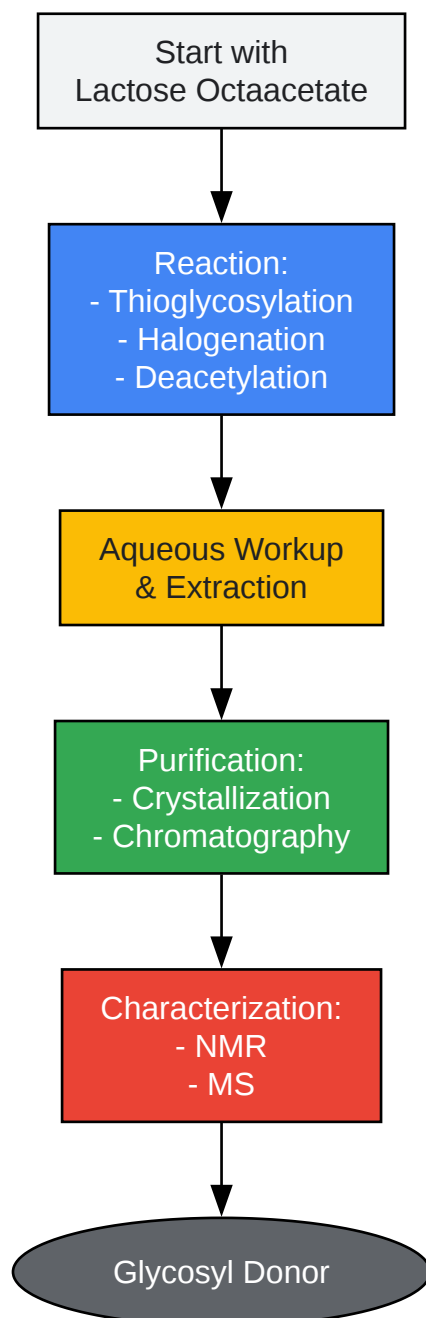 Start with
Lactose Octaacetate
Reaction:
- Thioglycosylation
- Halogenation
- Deacetylation
Aqueous Workup
& Extraction
Purification:
- Crystallization
- Chromatography
Characterization:
- NMR
- MS
Glycosyl Donor